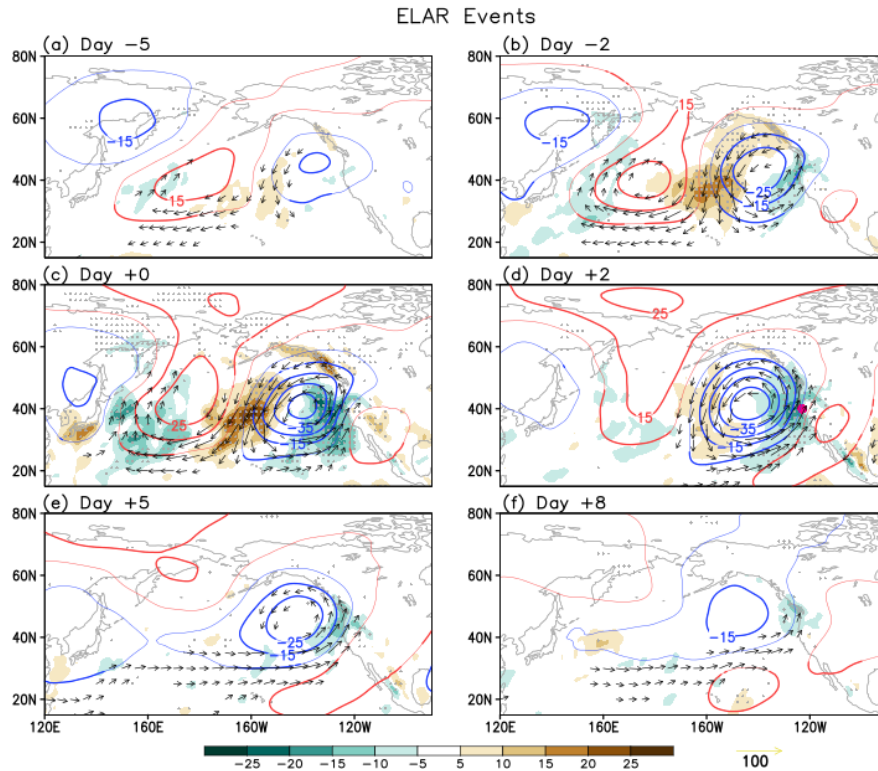 ELAR Events
(a) Day −5
(b) Day −2
80N
60N
40N
20N
−15
15
80N
60N
40N
20N
−15
15
−25
−15
(c) Day +0
(d) Day +2
80N
60N
40N
20N
25
−35
−15
80N
60N
40N
20N
25
15
−35
−15
(e) Day +5
(f) Day +8
80N
60N
40N
20N
−25
−15
80N
60N
40N
20N
−15
120E 160E 160W 120W
120E 160E 160W 120W
−25 −20 −15 −10 −5 5 10 15 20 25
100